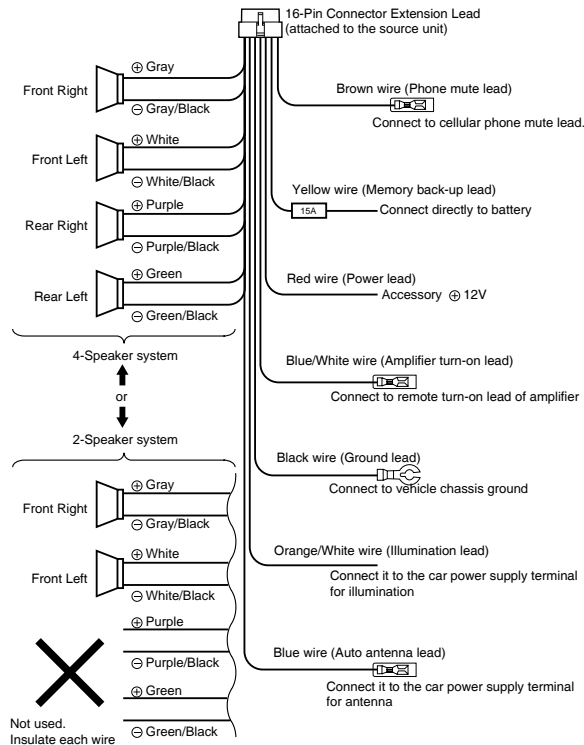 16-Pin Connector Extension Lead
(attached to the source unit)
⊕ Gray
Front Right
⊖ Gray/Black
⊕ White
Front Left
⊖ White/Black
⊕ Purple
Rear Right
⊖ Purple/Black
⊕ Green
Rear Left
⊖ Green/Black
4-Speaker system
or
2-Speaker system
⊕ Gray
Front Right
⊖ Gray/Black
⊕ White
Front Left
⊖ White/Black
⊕ Purple
⊖ Purple/Black
⊕ Green
⊖ Green/Black
Not used.
Insulate each wire
Brown wire (Phone mute lead)
Connect to cellular phone mute lead.
Yellow wire (Memory back-up lead)
15A
Connect directly to battery
Red wire (Power lead)
Accessory ⊕ 12V
Blue/White wire (Amplifier turn-on lead)
Connect to remote turn-on lead of amplifier
Black wire (Ground lead)
Connect to vehicle chassis ground
Orange/White wire (Illumination lead)
Connect it to the car power supply terminal
for illumination
Blue wire (Auto antenna lead)
Connect it to the car power supply terminal
for antenna